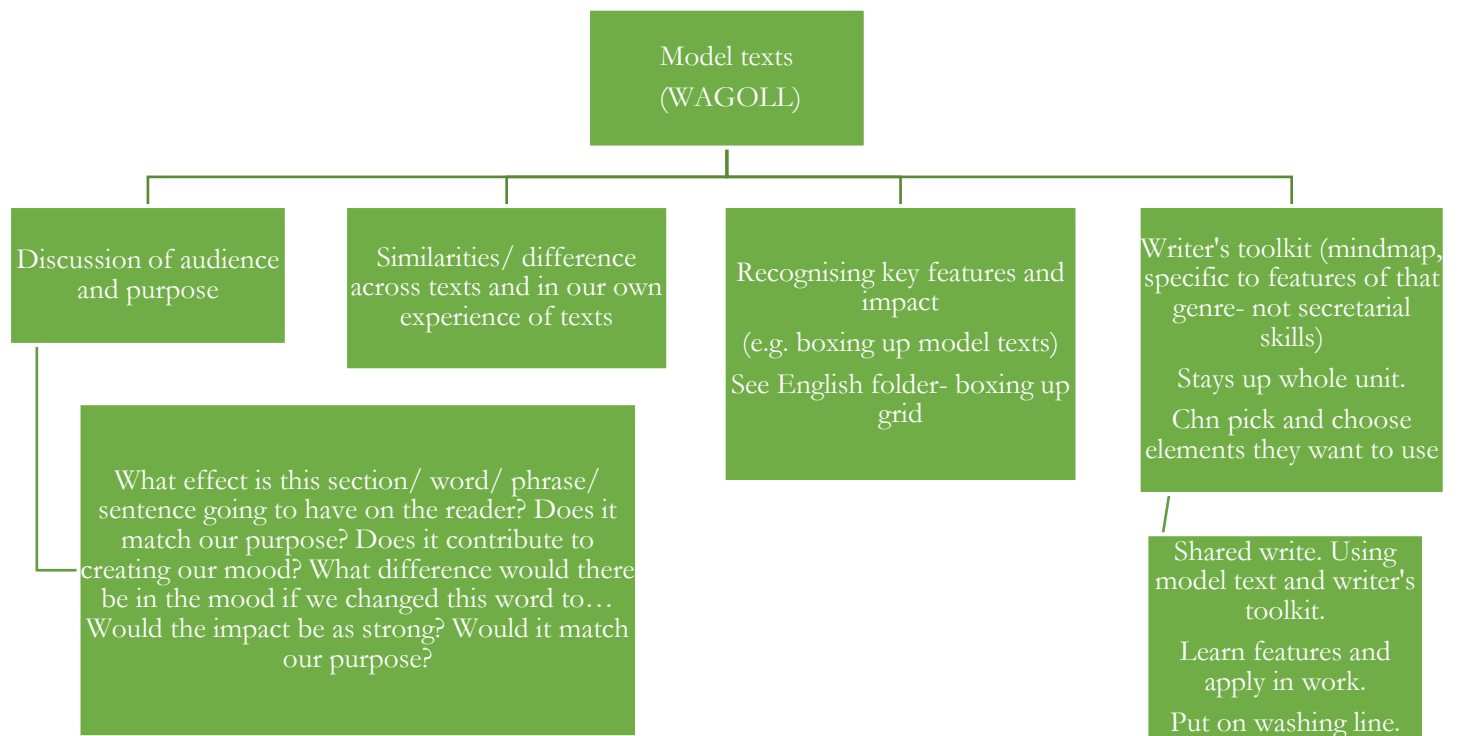 Model texts
(WAGOLL)
Discussion of audience
and purpose
What effect is this section/ word/ phrase/
sentence going to have on the reader? Does it
match our purpose? Does it contribute to
creating our mood? What difference would there
be in the mood if we changed this word to…
Would the impact be as strong? Would it match
our purpose?
Similarities/ difference
across texts and in our own
experience of texts
Recognising key features and
impact
(e.g. boxing up model texts)
See English folder- boxing up
grid
Writer's toolkit (mindmap,
specific to features of that
genre- not secretarial
skills)
Stays up whole unit.
Chn pick and choose
elements they want to use
Shared write. Using
model text and writer's
toolkit.
Learn features and
apply in work.
Put on washing line.